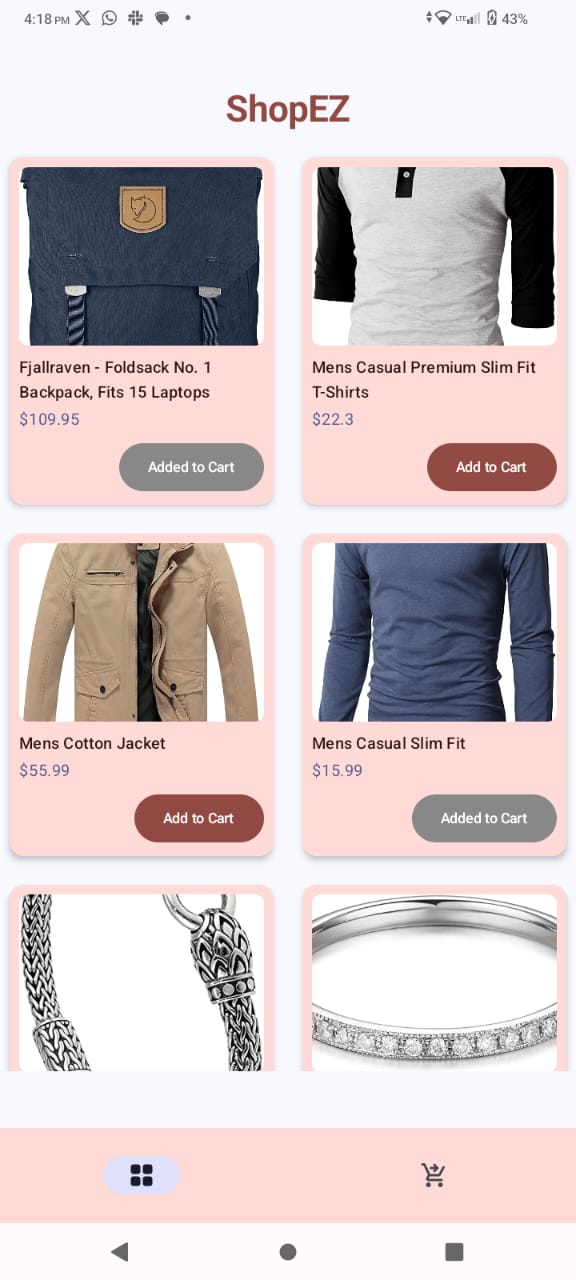 4:18 PM LTE 43%
ShopEZ
Fjallraven - Foldsack No. 1
Backpack, Fits 15 Laptops
$109.95
Added to Cart
Mens Casual Premium Slim Fit
T-Shirts
$22.3
Add to Cart
Mens Cotton Jacket
$55.99
Add to Cart
Mens Casual Slim Fit
$15.99
Added to Cart